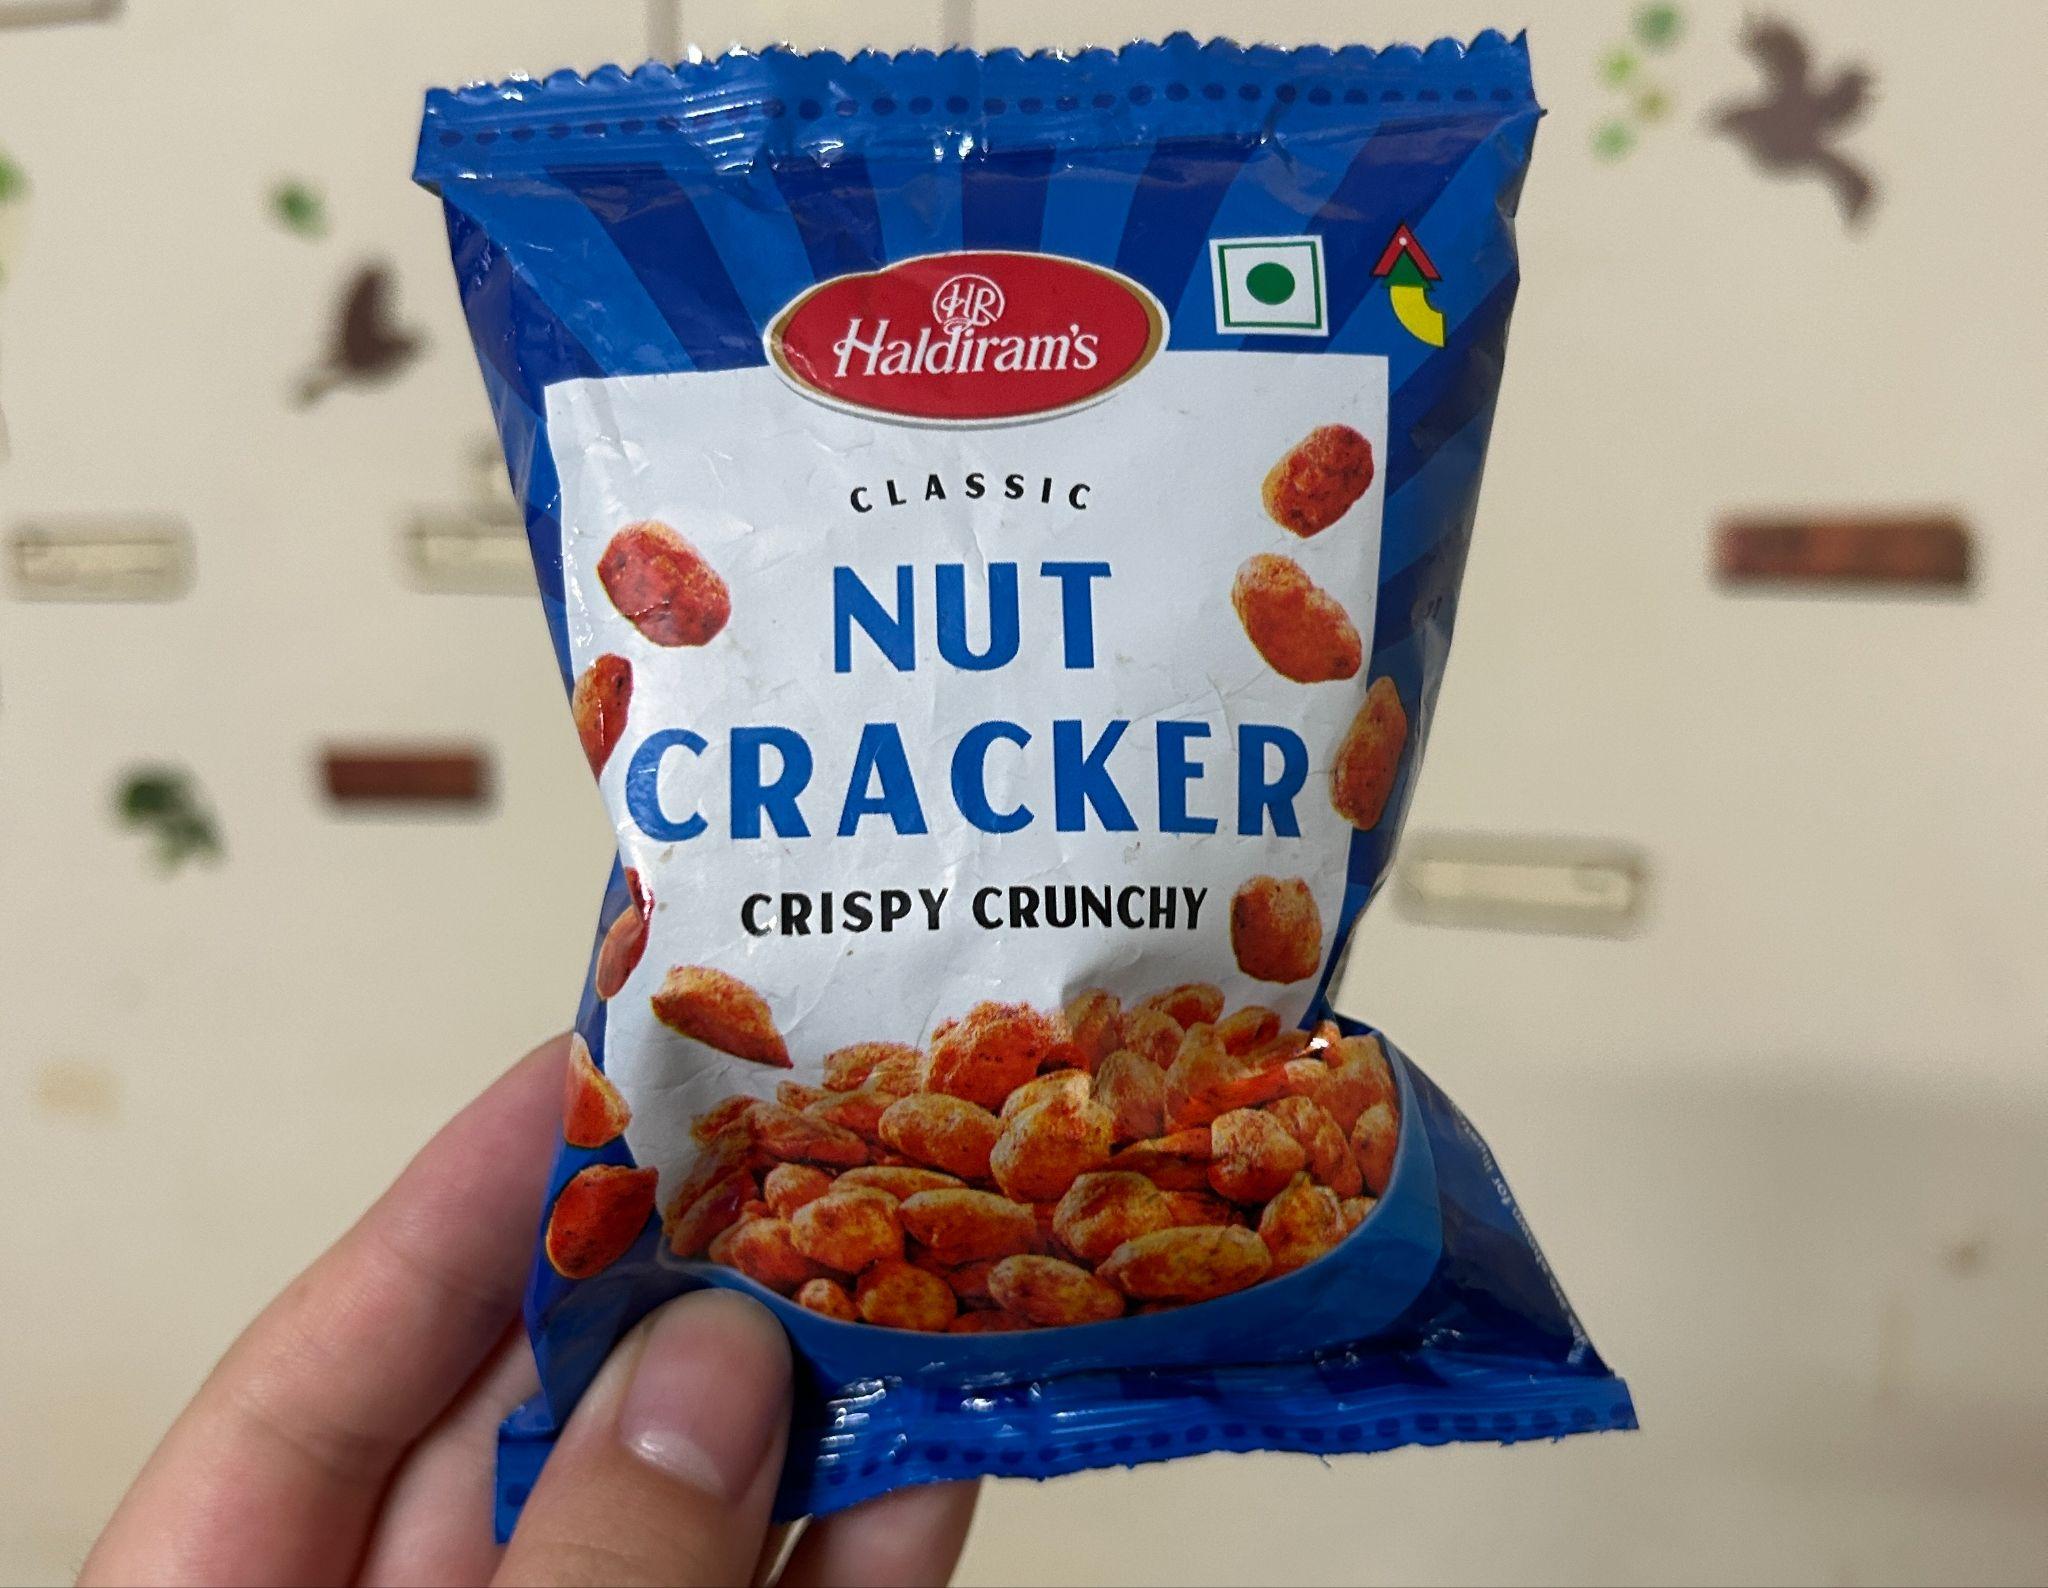 HR
Haldiram's
CLASSIC
NUT
CRACKER
CRISPY CRUNCHY